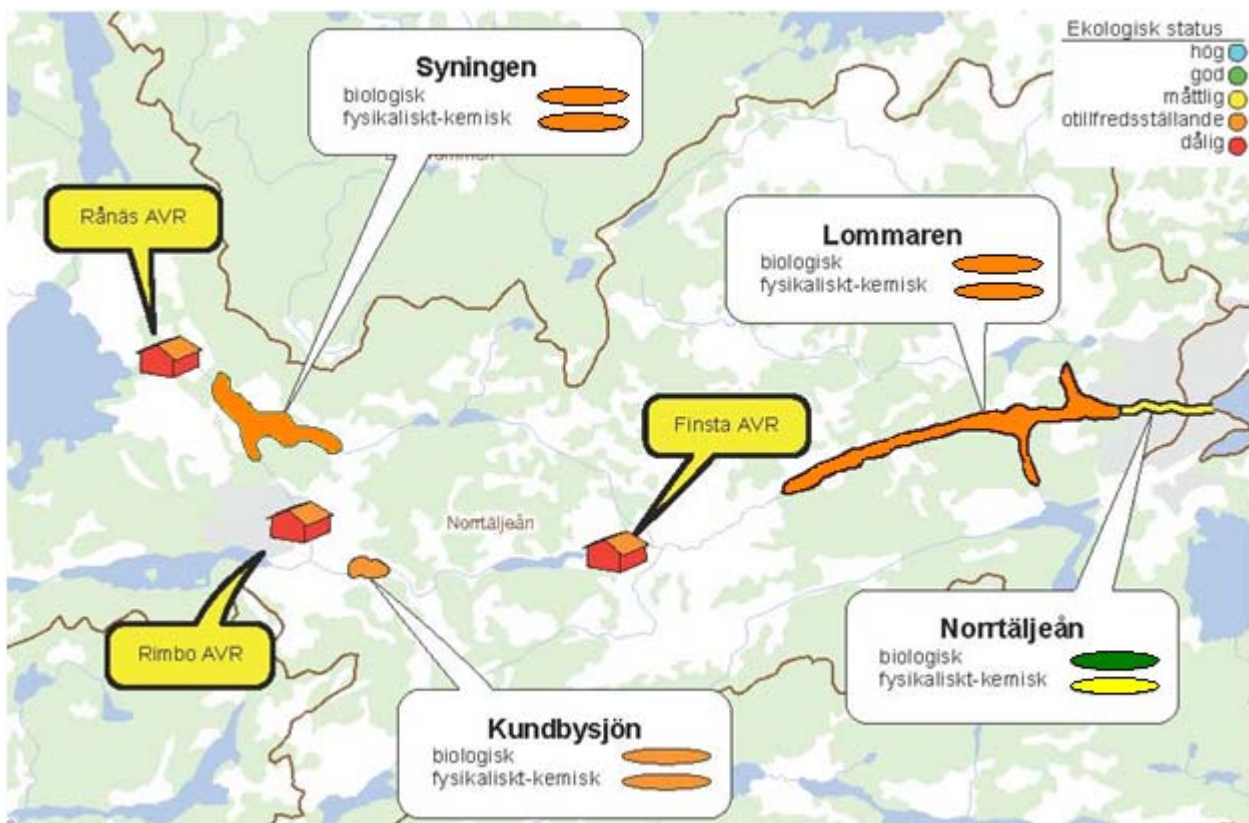 Ekologisk status
hög
god
måttlig
otillfredsställande
dålig
Syningen
biologisk
fysikaliskt-kemisk
Rånäs AVR
Lommaren
biologisk
fysikaliskt-kemisk
Finsta AVR
Norrtäljeån
Rimbo AVR
Norrtäljeån
biologisk
fysikaliskt-kemisk
Kundbysjön
biologisk
fysikaliskt-kemisk